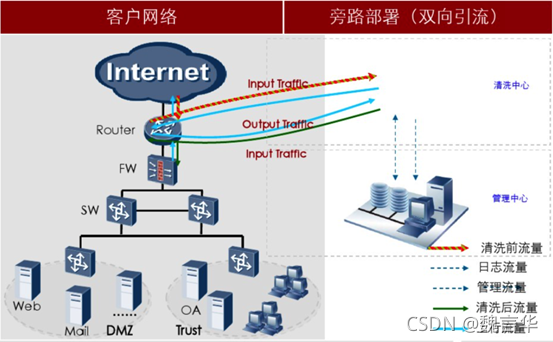 客户网络
旁路部署（双向引流）
Internet
Input Traffic
清洗中心
Router
Output Traffic
Input Traffic
FW
管理中心
SW
清洗前流量
日志流量
管理流量
清洗后流量
Web
Mail
DMZ
OA
Trust
CSDN @魏言华